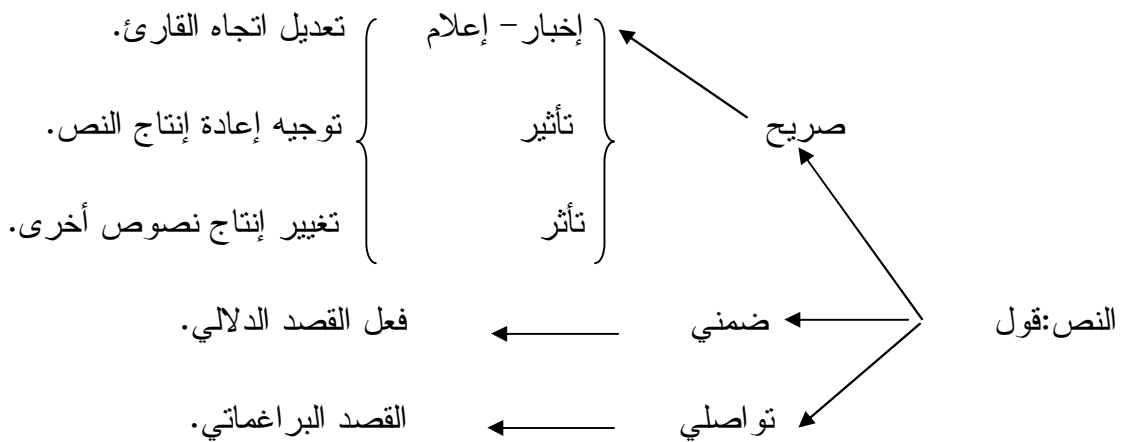 إخبار – إعلام تعديل اتجاه القارئ.
صريح تأثير توجيه إعادة إنتاج النص.
تأثر تغيير إنتاج نصوص أخرى.
النص:قول ضمني فعل القصد الدلالي.
تواصلي القصد البراغماتي.